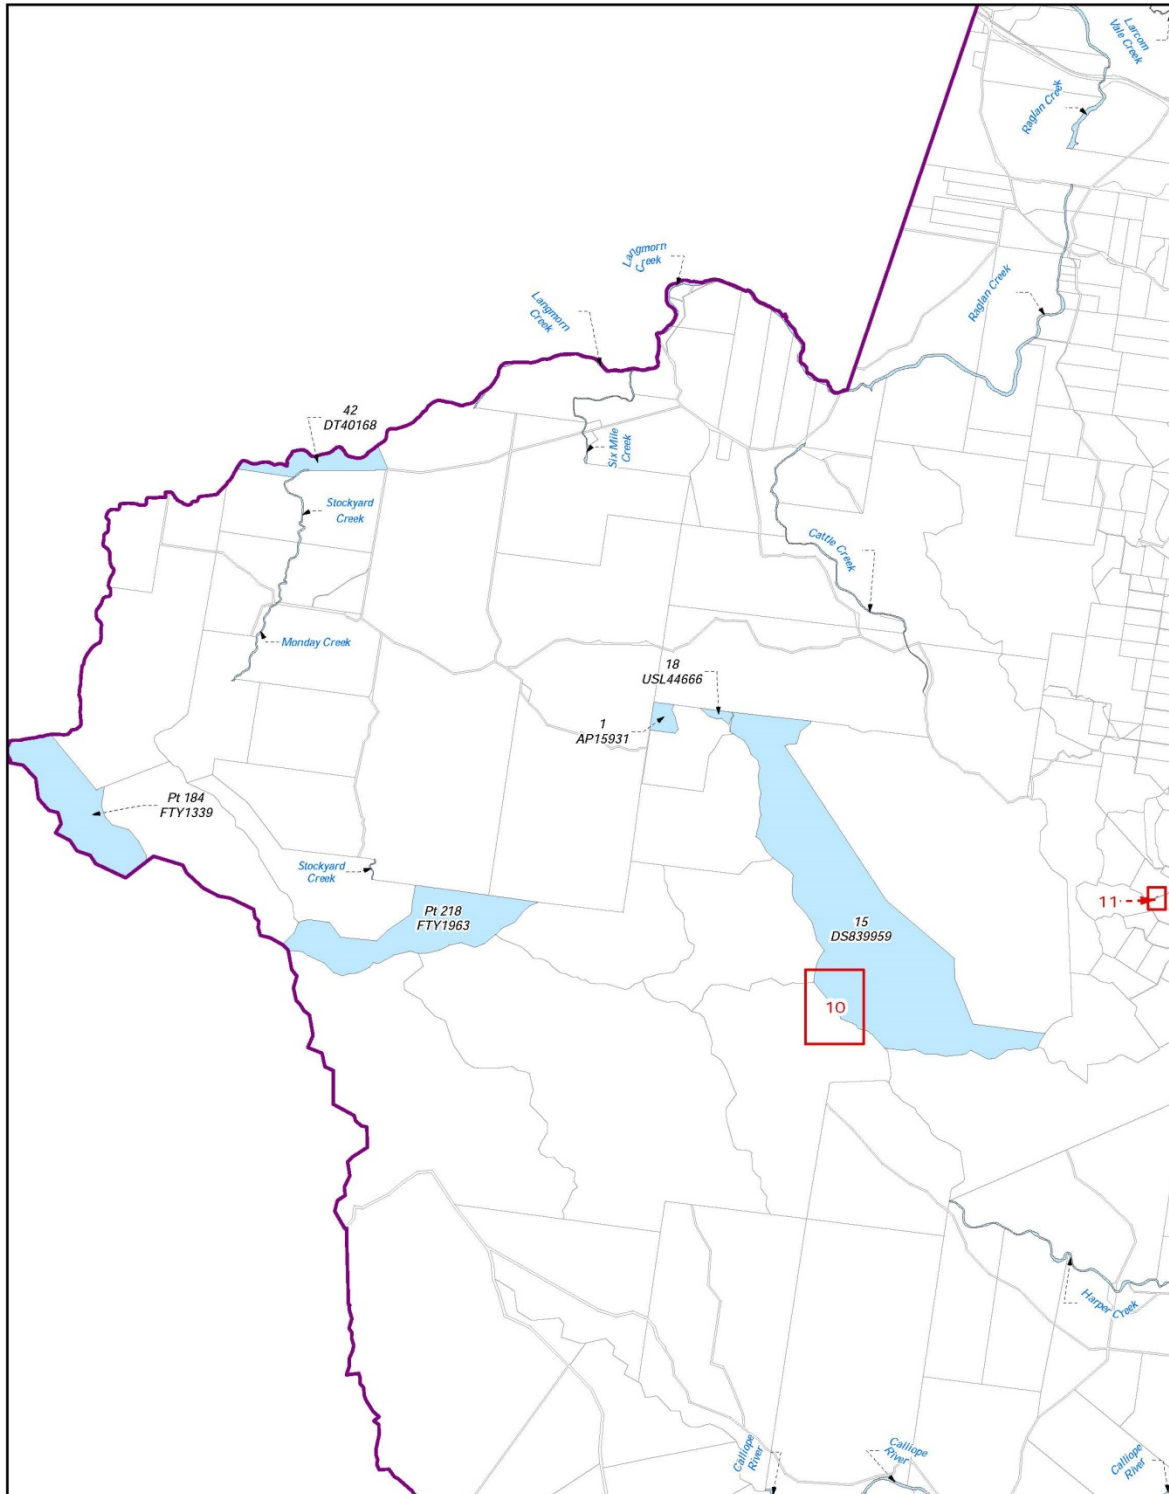 Larcom
Vale Creek
Raglan Creek
Langmorn
Creek
Raglan Creek
Langmorn
Creek
42
DT40168
Six Mile
Creek
Stockyard
Creek
Cattle Creek
Monday Creek
18
USL44666
1
AP15931
Pt 184
FTY1339
Stockyard
Creek
Pt 218
FTY1963
15
DS839959
11
10
Harper Creek
Calliope
River
Calliope
River
Calliope
River